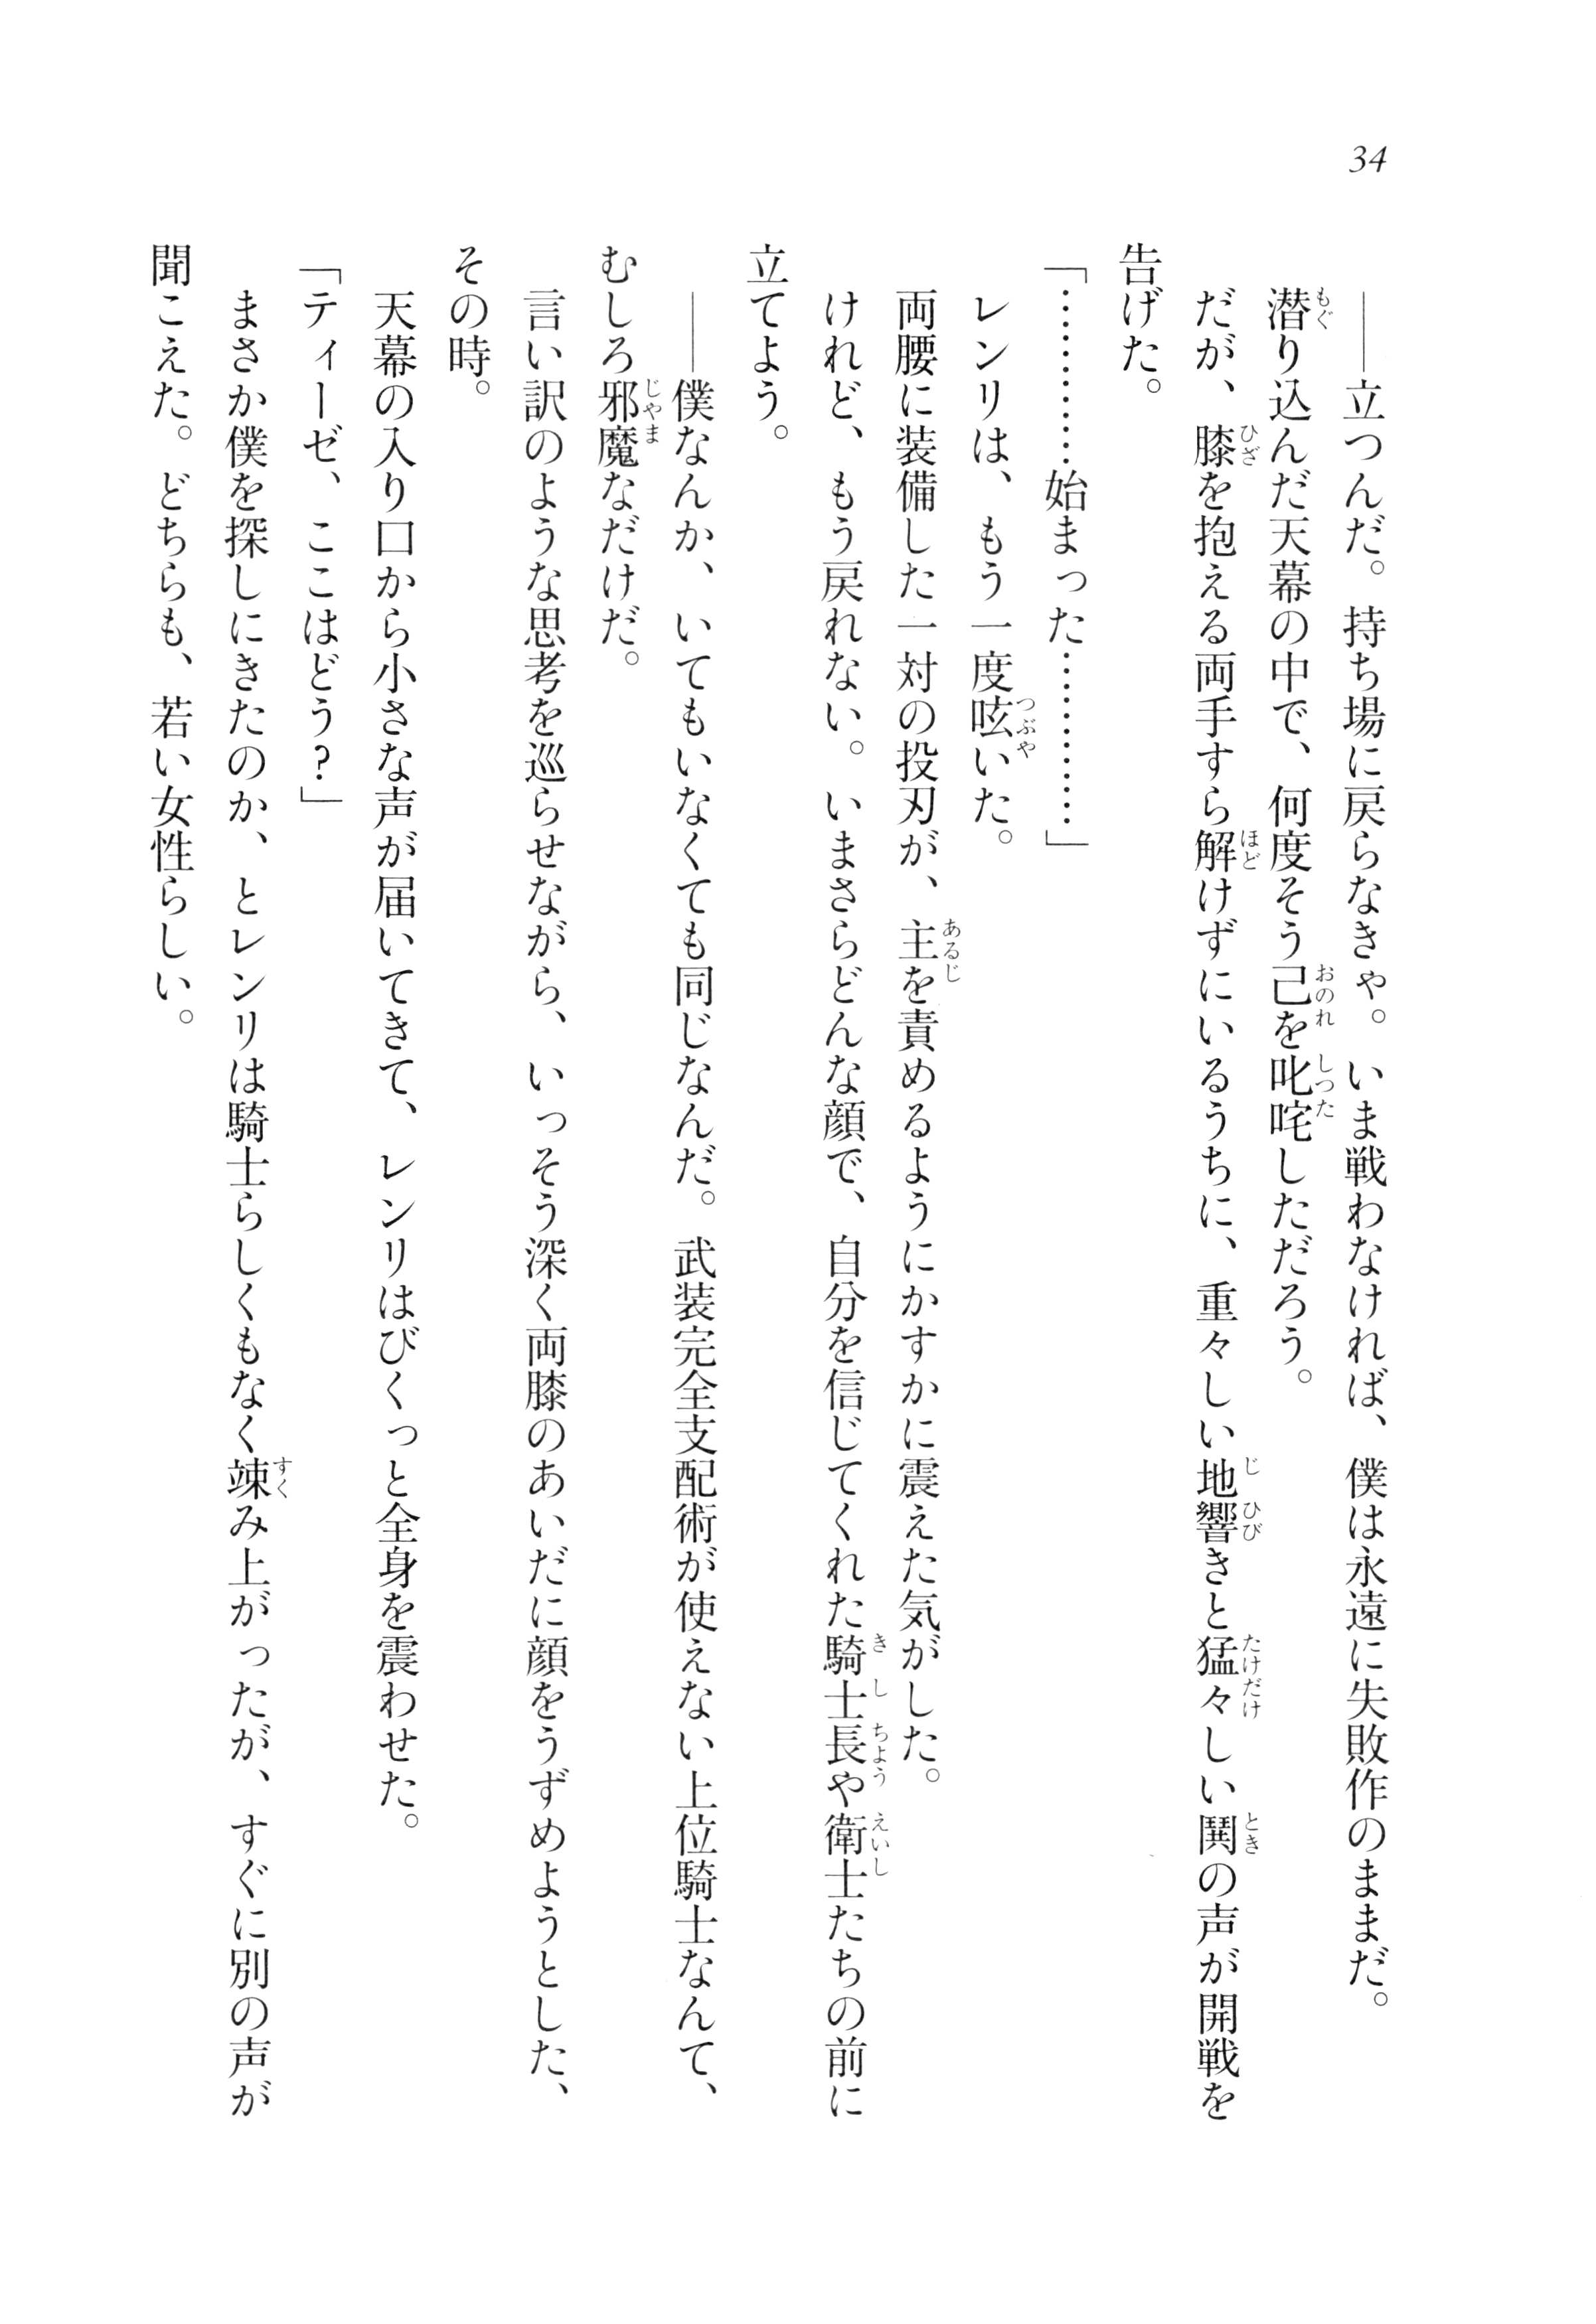 34
――立つんだ。持ち場に戻らなきゃ。いま戦わなければ、僕は永遠に失敗作のままだ。
潜り込んだ天幕の中で、何度そう己を叱咤しただろう。
だが、膝を抱える両手すら解けずにいるうちに、重々しい地響きと猛々しい鬨の声が開戦を
告げた。
「…………始まった…………」
レンリは、もう一度呟いた。
両腰に装備した一対の投刃が、主を責めるようにかすかに震えた気がした。
けれど、もう戻れない。いまさらどんな顔で、自分を信じてくれた騎士長や衛士たちの前に
立てよう。
――僕なんか、いてもいなくても同じなんだ。武装完全支配術が使えない上位騎士なんて、
むしろ邪魔なだけだ。
言い訳のような思考を巡らせながら、いっそう深く両膝のあいだに顔をうずめようとした、
その時。
天幕の入り口から小さな声が届いてきて、レンリはびくっと全身を震わせた。
「ティーゼ、ここはどう?」
まさか僕を探しにきたのか、とレンリは騎士らしくもなく竦み上がったが、すぐに別の声が
聞こえた。どちらも、若い女性らしい。